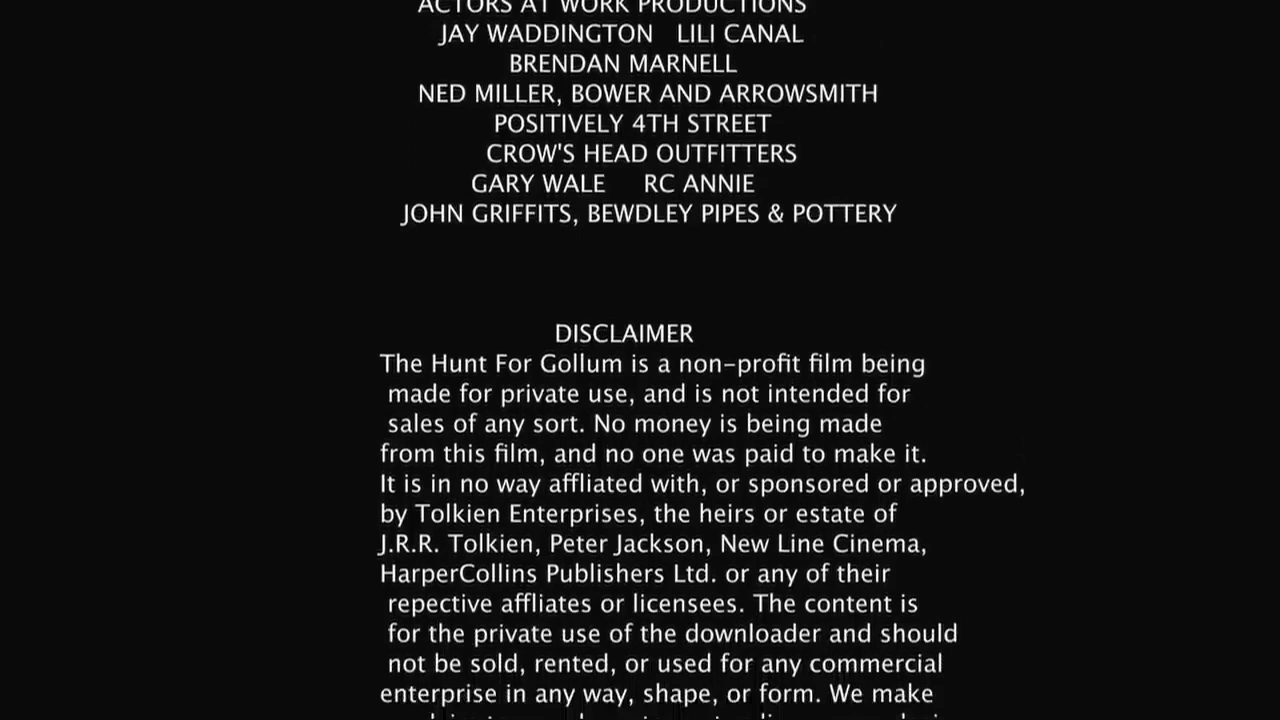 ACTORS AT WORK PRODUCTIONS
JAY WADDINGTON LILI CANAL
BRENDAN MARNELL
NED MILLER, BOWER AND ARROWSMITH
POSITIVELY 4TH STREET
CROW'S HEAD OUTFITTERS
GARY WALE RC ANNIE
JOHN GRIFFITS, BEWDLEY PIPES & POTTERY
DISCLAIMER
The Hunt For Gollum is a non-profit film being
made for private use, and is not intended for
sales of any sort. No money is being made
from this film, and no one was paid to make it.
It is in no way affliated with, or sponsored or approved,
by Tolkien Enterprises, the heirs or estate of
J.R.R. Tolkien, Peter Jackson, New Line Cinema,
HarperCollins Publishers Ltd. or any of their
repective affliates or licensees. The content is
for the private use of the downloader and should
not be sold, rented, or used for any commercial
enterprise in any way, shape, or form. We make